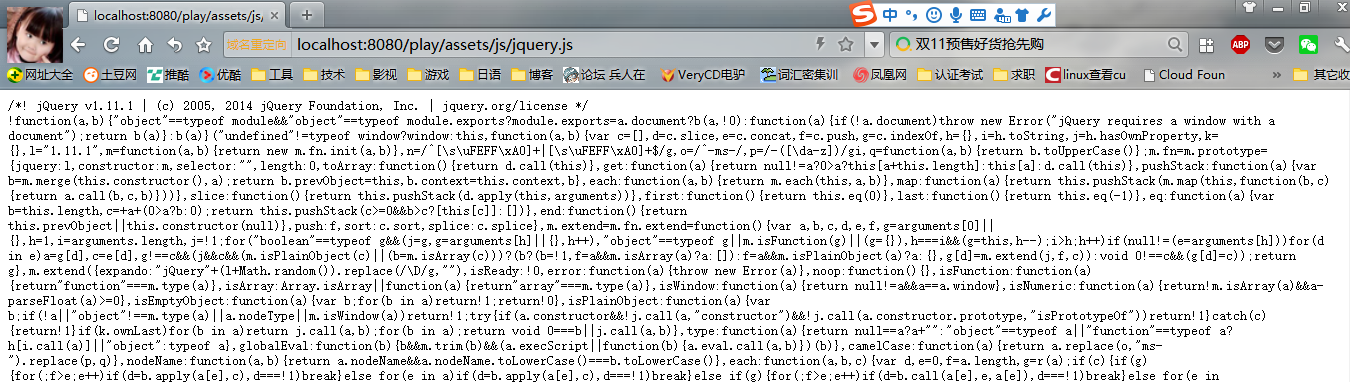 localhost:8080/play/assets/js/
中
域名重定向
localhost:8080/play/assets/js/jquery.js
双11预售好货抢先购
ABP
网址大全 土豆网 推酷 优酷 工具 技术 影视 游戏 日语 博客 论坛 兵人在 VeryCD电驴 词汇密集训 凤凰网 认证考试 求职 linux查看cu Cloud Foun » 其它收
/*! jQuery v1.11.1 | (c) 2005, 2014 jQuery Foundation, Inc. | jquery.org/license */
!function(a,b){"object"==typeof module&&"object"==typeof module.exports?module.exports=a.document?b(a,!0):function(a){if(!a.document)throw new Error("jQuery requires a window with a
document");return b(a)}:b(a)}("undefined"!=typeof window?window:this,function(a,b){var c=[],d=c.slice,e=c.concat,f=c.push,g=c.indexOf,h={},i=h.toString,j=h.hasOwnProperty,k=
{},l="1.11.1",m=function(a,b){return new m.fn.init(a,b)},n=/^[\s\uFEFF\xA0]+|[\s\uFEFF\xA0]+$/g,o=/^-ms-/,p=/-([\da-z])/gi,q=function(a,b){return b.toUpperCase()};m.fn=m.prototype=
{jquery:l,constructor:m,selector:"",length:0,toArray:function(){return d.call(this)},get:function(a){return null!=a?0>a?this[a+this.length]:this[a]:d.call(this)},pushStack:function(a){var
b=m.merge(this.constructor(),a);return b.prevObject=this,b.context=this.context,b},each:function(a,b){return m.each(this,a,b)},map:function(a){return this.pushStack(m.map(this,function(b,c)
{return a.call(b,c,b)}))},slice:function(){return this.pushStack(d.apply(this,arguments))},first:function(){return this.eq(0)},last:function(){return this.eq(-1)},eq:function(a){var
b=this.length,c=+a+(0>a?b:0);return this.pushStack(c>=0&&b>c?[this[c]]:[])},end:function(){return
this.prevObject||this.constructor(null)},push:f,sort:c.sort,splice:c.splice},m.extend=m.fn.extend=function(){var a,b,c,d,e,f,g=arguments[0]||
{},h=1,i=arguments.length,j=!1;for("boolean"==typeof g&&(j=g,g=arguments[h]||{},h++),"object"==typeof g||m.isFunction(g)||(g={}),h===i&&(g=this,h--);i>h;h++)if(null!=(e=arguments[h]))for(d
in e)a=g[d],c=e[d],g!==c&&(j&&c&&(m.isPlainObject(c)||(b=m.isArray(c)))?(b?(b=!1,f=a&&m.isArray(a)?a:[]):f=a&&m.isPlainObject(a)?a:{},g[d]=m.extend(j,f,c)):void 0!==c&&(g[d]=c));return
g},m.extend({expando:"jQuery"+(l+Math.random()).replace(/\D/g,""),isReady:!0,error:function(a){throw new Error(a)},noop:function(){},isFunction:function(a)
{return"function"===m.type(a)},isArray:Array.isArray||function(a){return"array"===m.type(a)},isWindow:function(a){return null!=a&&a==a.window},isNumeric:function(a){return!m.isArray(a)&&a-
parseFloat(a)>=0},isEmptyObject:function(a){var b;for(b in a)return!1;return!0},isPlainObject:function(a){var
b;if(!a||"object"!==m.type(a)||a.nodeType||m.isWindow(a))return!1;try{if(a.constructor&&!j.call(a,"constructor")&&!j.call(a.constructor.prototype,"isPrototypeOf"))return!1}catch(c)
{return!1}if(k.ownLast)for(b in a)return j.call(a,b);for(b in a);return void 0===b||j.call(a,b)},type:function(a){return null==a?a+"":"object"==typeof a||"function"==typeof a?
h[i.call(a)]||"object":typeof a},globalEval:function(b){b&&m.trim(b)&&(a.execScript||function(b){a.eval.call(a,b)})(b)},camelCase:function(a){return a.replace(o,"ms-
").replace(p,q)},nodeName:function(a,b){return a.nodeName&&a.nodeName.toLowerCase()===b.toLowerCase()},each:function(a,b,c){var d,e=0,f=a.length,g=r(a);if(c){if(g)
{for(;f>e;e++)if(d=b.apply(a[e],c),d===!1)break}else for(e in a)if(d=b.apply(a[e],c),d===!1)break}else if(g){for(;f>e;e++)if(d=b.call(a[e],e,a[e]),d===!1)break}else for(e in